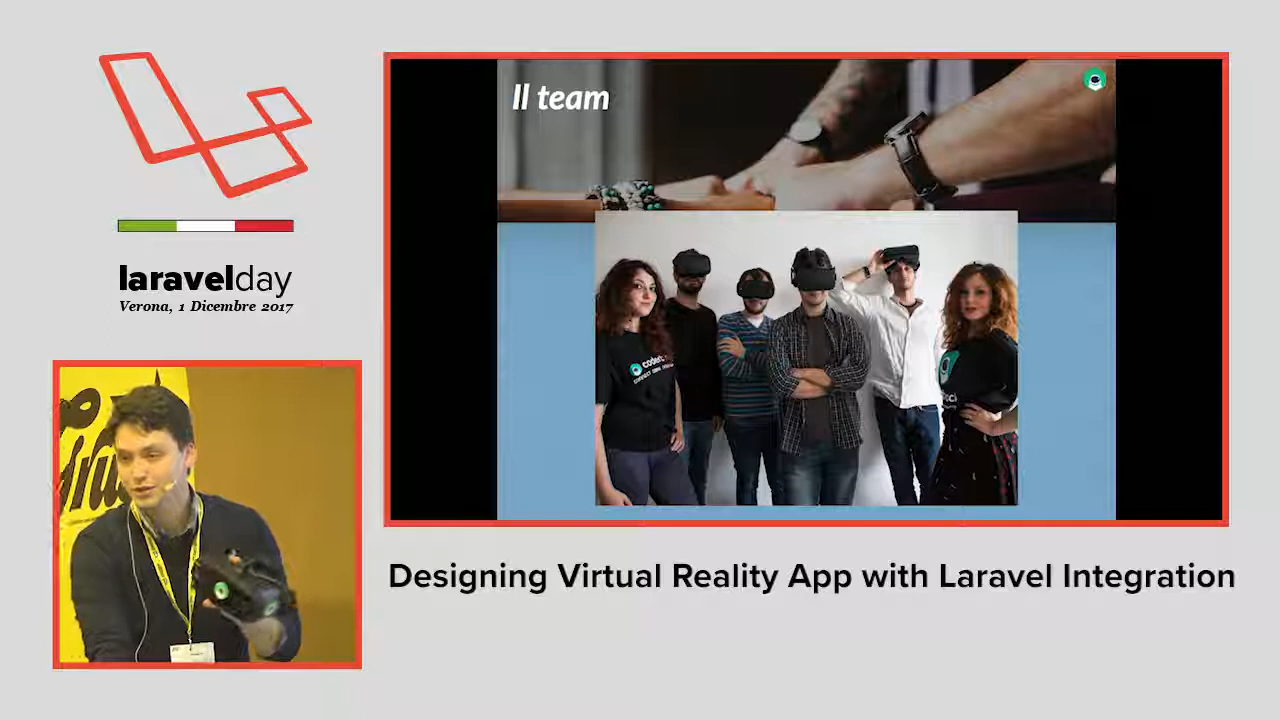 laravelday
Verona, 1 Dicembre 2017
Il team
Designing Virtual Reality App with Laravel Integration